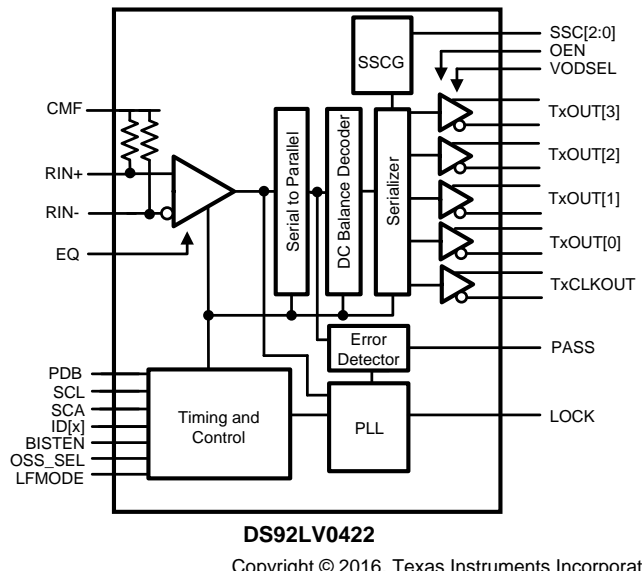 SSC[2:0]
OEN
VODSEL
SSCG
CMF
TxOUT[3]
TxOUT[2]
RIN+
TxOUT[1]
RIN-
TxOUT[0]
EQ
TxCLKOUT
Serial to Parallel
DC Balance Decoder
Serializer
Error
Detector
PASS
PDB
SCL
SCA
ID[x]
BISTEN
OSS_SEL
LFMODE
Timing and
Control
PLL
LOCK
DS92LV0422
Copyright © 2016, Texas Instruments Incorporat